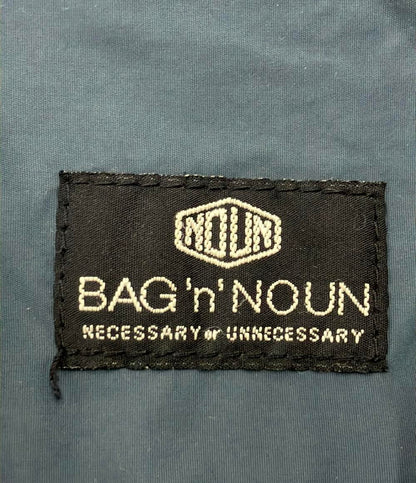 NOUN
BAG 'n' NOUN
NECESSARY or UNNECESSARY